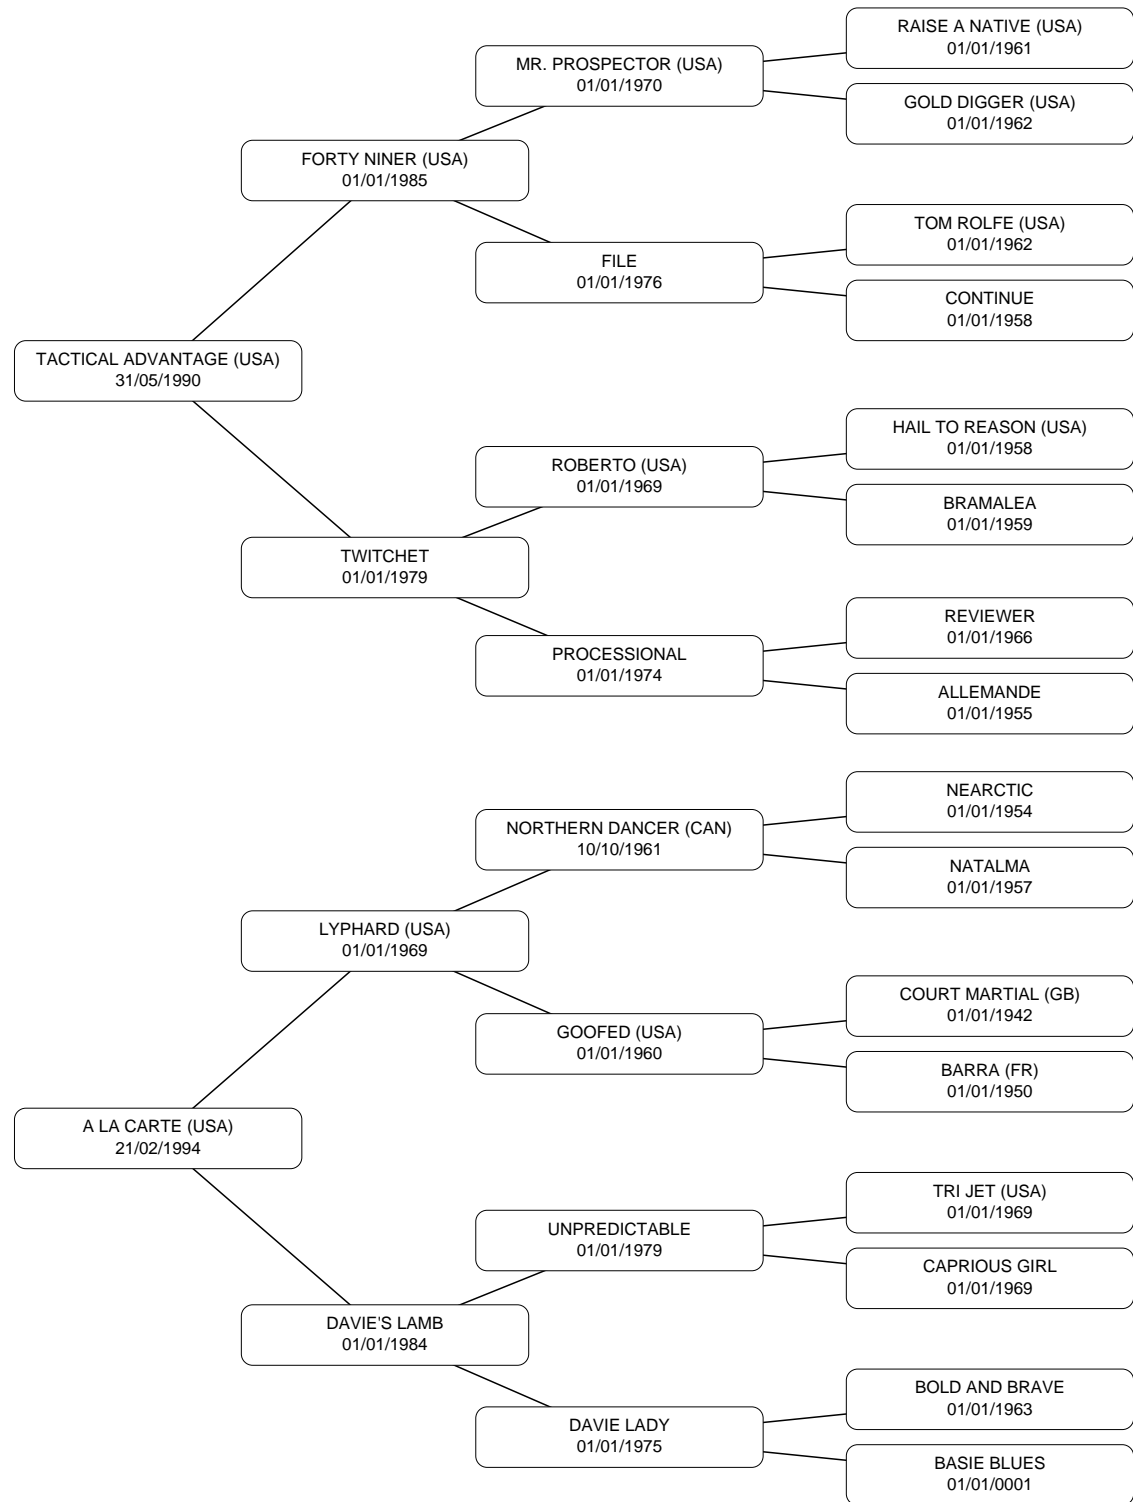 RAISE A NATIVE (USA)
01/01/1961
MR. PROSPECTOR (USA)
01/01/1970
GOLD DIGGER (USA)
01/01/1962
FORTY NINER (USA)
01/01/1985
TOM ROLFE (USA)
01/01/1962
FILE
01/01/1976
CONTINUE
01/01/1958
TACTICAL ADVANTAGE (USA)
31/05/1990
HAIL TO REASON (USA)
01/01/1958
ROBERTO (USA)
01/01/1969
BRAMALEA
01/01/1959
TWITCHET
01/01/1979
REVIEWER
01/01/1966
PROCESSIONAL
01/01/1974
ALLEMANDE
01/01/1955
NEARCTIC
01/01/1954
NORTHERN DANCER (CAN)
10/10/1961
NATALMA
01/01/1957
LYPHARD (USA)
01/01/1969
COURT MARTIAL (GB)
01/01/1942
GOOFED (USA)
01/01/1960
BARRA (FR)
01/01/1950
A LA CARTE (USA)
21/02/1994
TRI JET (USA)
01/01/1969
UNPREDICTABLE
01/01/1979
CAPRIOUS GIRL
01/01/1969
DAVIE'S LAMB
01/01/1984
BOLD AND BRAVE
01/01/1963
DAVIE LADY
01/01/1975
BASIE BLUES
01/01/0001